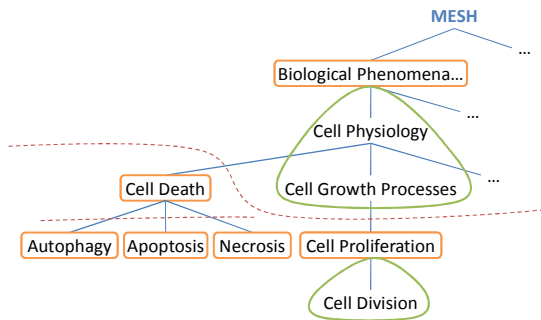 MESH
...
Biological Phenomena...
...
Cell Physiology
...
Cell Death
Cell Growth Processes
Autophagy
Apoptosis
Necrosis
Cell Proliferation
Cell Division